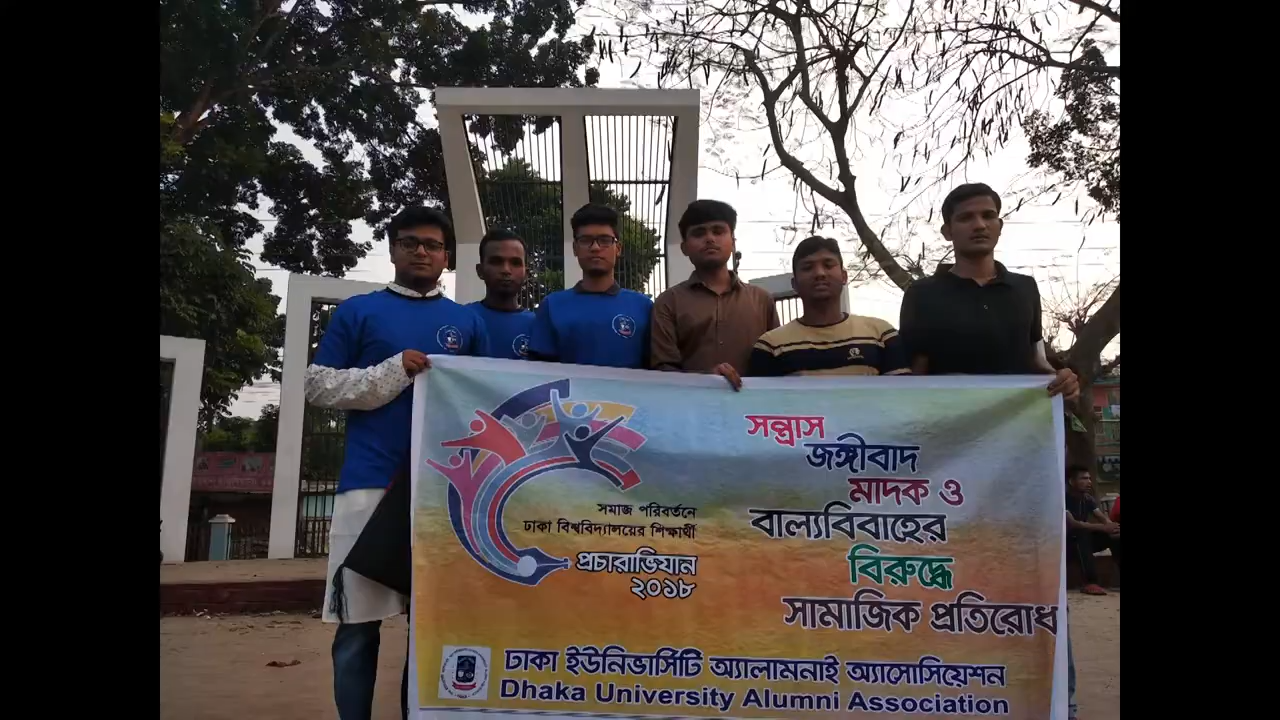 সমাজ পরিবর্তনে
ঢাকা বিশ্ববিদ্যালয়ের শিক্ষার্থী
প্রচারাভিযান
২০১৮
সন্ত্রাস
জঙ্গীবাদ
মাদক ও
বাল্যবিবাহের
বিরুদ্ধে
সামাজিক প্রতিরোধ
ঢাকা ইউনিভার্সিটি অ্যালামনাই অ্যাসোসিয়েশন
Dhaka University Alumni Association